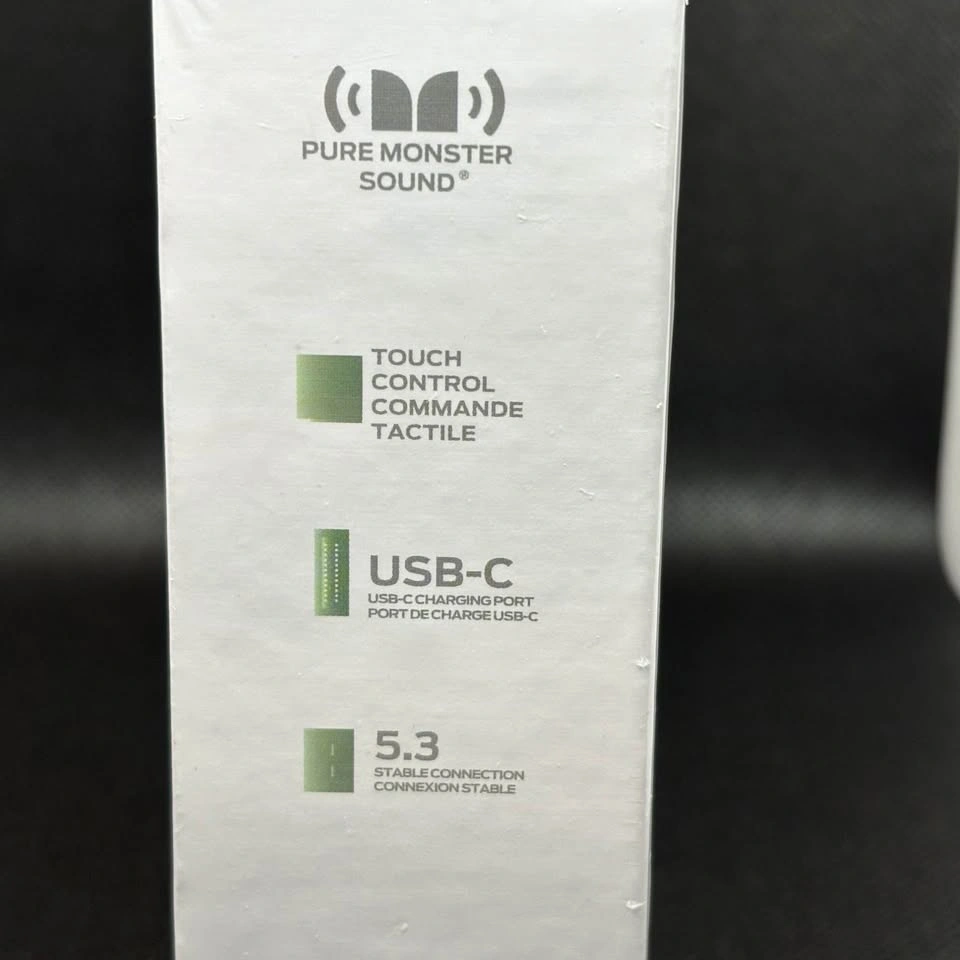 PURE MONSTER
SOUND®
TOUCH
CONTROL
COMMANDE
TACTILE
USB-C
USB-C CHARGING PORT
PORT DE CHARGE USB-C
5.3
STABLE CONNECTION
CONNEXION STABLE